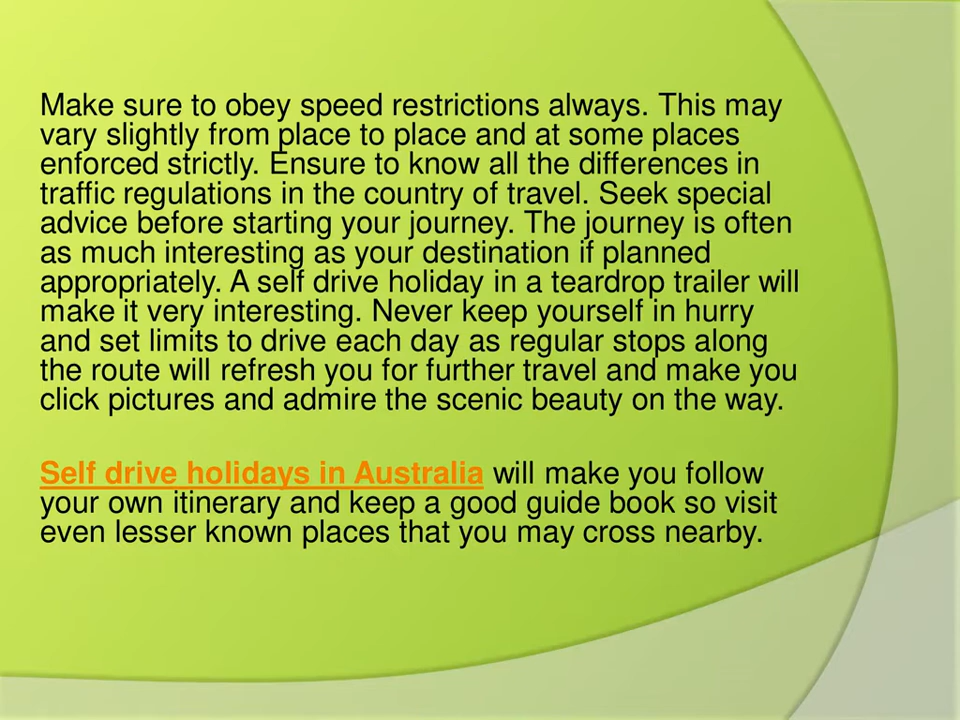 Make sure to obey speed restrictions always. This may
vary slightly from place to place and at some places
enforced strictly. Ensure to know all the differences in
traffic regulations in the country of travel. Seek special
advice before starting your journey. The journey is often
as much interesting as your destination if planned
appropriately. A self drive holiday in a teardrop trailer will
make it very interesting. Never keep yourself in hurry
and set limits to drive each day as regular stops along
the route will refresh you for further travel and make you
click pictures and admire the scenic beauty on the way.
Self drive holidays in Australia will make you follow
your own itinerary and keep a good guide book so visit
even lesser known places that you may cross nearby.